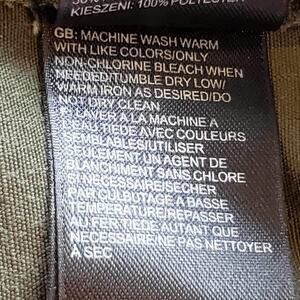 KIESZENI: 100% POLYESTER
GB: MACHINE WASH WARM
WITH LIKE COLORS/ONLY
NON-CHLORINE BLEACH WHEN
NEEDED/TUMBLE DRY LOW/
WARM IRON AS DESIRED/DO
NOT DRY CLEAN
LAVER A LA MACHINE A
EAU TIEDE AVEC COULEURS
SEMBLABLES/UTILISER
SEULEMENT UN AGENT DE
BLANCHIMENT SANS CHLORE
SI NECESSAIRE/SECHER
PAR CULBUTAGE A BASSE
TEMPERATURE/REPASSER
AU FER TIEDE AUTANT QUE
NECESSAIRE/NE PAS NETTOYER
A SEC